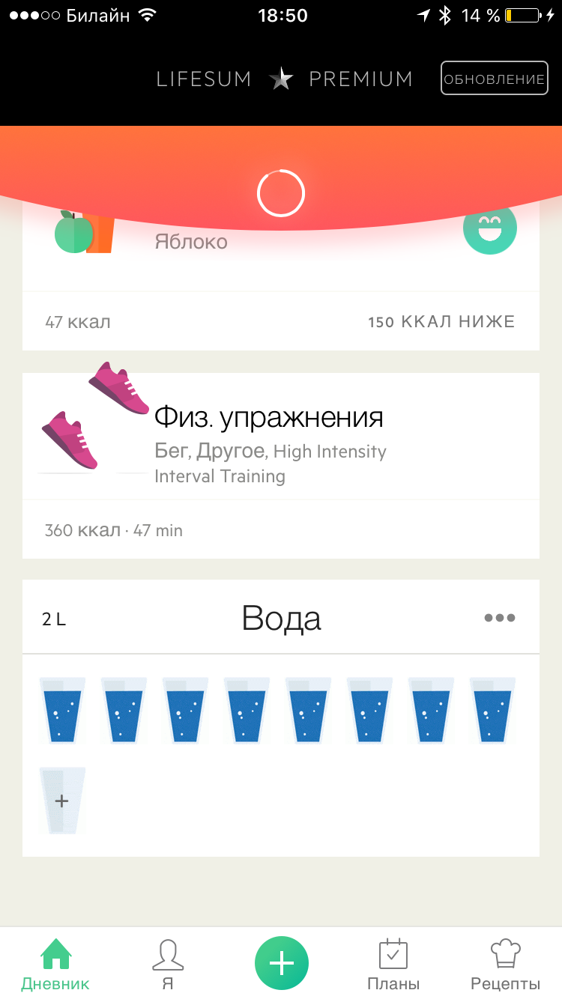 Билайн 18:50 14 %
LIFESUM PREMIUM ОБНОВЛЕНИЕ
Яблоко
47 ккал 150 ККАЛ НИЖЕ
Физ. упражнения
Бег, Другое, High Intensity
Interval Training
360 ккал · 47 min
2 L Вода
Дневник Я Планы Рецепты